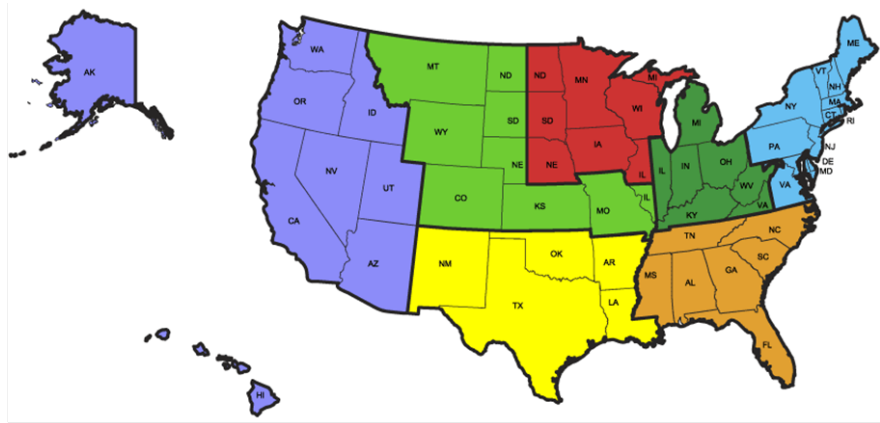 AK
WA
OR
ID
CA
NV
UT
AZ
HI
MT
WY
CO
ND
SD
NE
KS
MO
IL
ND
SD
NE
MN
IA
WI
MI
IL
NM
TX
OK
AR
LA
IL
IN
OH
MI
KY
WV
VA
TN
NC
SC
MS
AL
GA
FL
ME
VT
NH
MA
CT
RI
NY
PA
NJ
DE
MD
VA